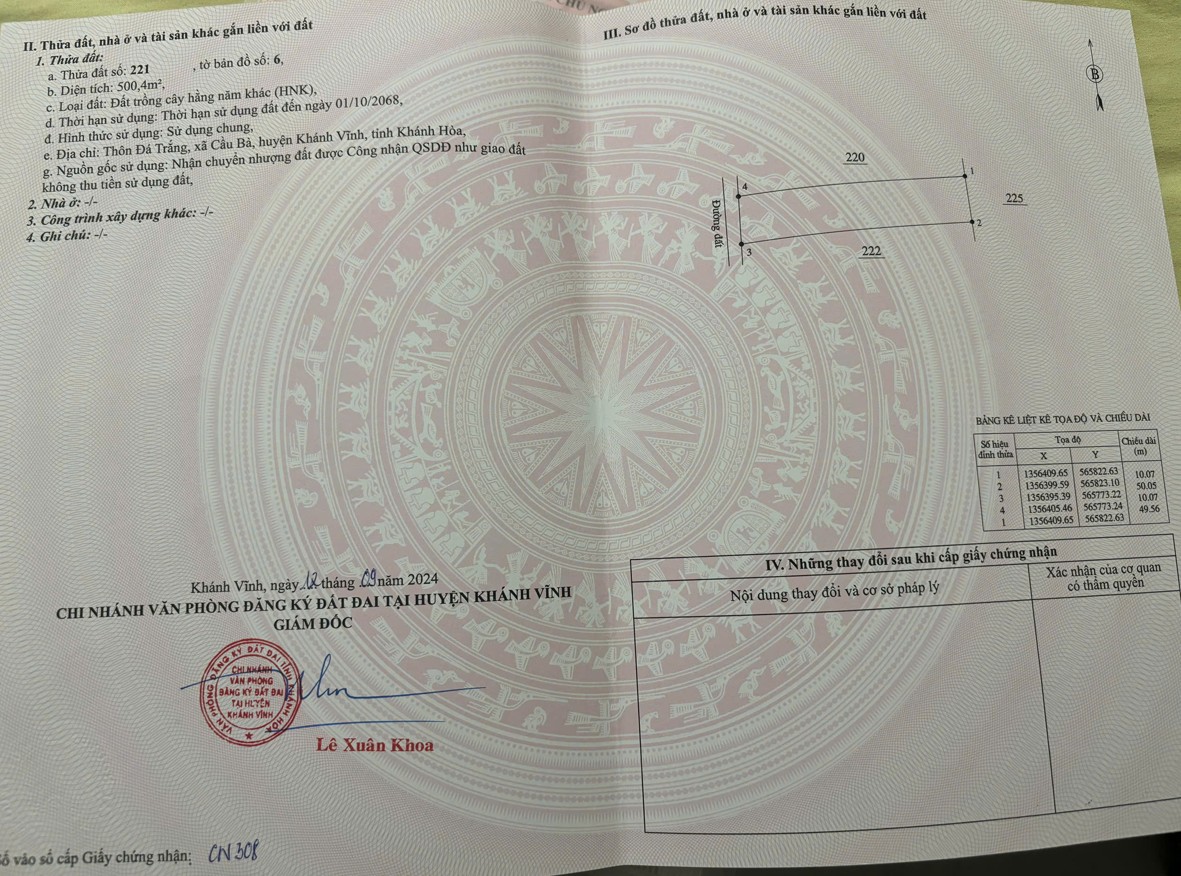 II. Thửa đất, nhà ở và tài sản khác gắn liền với đất
1. Thửa đất:
a. Thửa đất số: 221 , tờ bản đồ số: 6,
b. Diện tích: 500,4m²,
c. Loại đất: Đất trồng cây hằng năm khác (HNK),
d. Thời hạn sử dụng: Thời hạn sử dụng đất đến ngày 01/10/2068,
đ. Hình thức sử dụng: Sử dụng chung,
e. Địa chỉ: Thôn Đá Trắng, xã Cầu Bà, huyện Khánh Vĩnh, tỉnh Khánh Hòa,
g. Nguồn gốc sử dụng: Nhận chuyển nhượng đất được Công nhận QSDĐ như giao đất
không thu tiền sử dụng đất,
2. Nhà ở: -/-
3. Công trình xây dựng khác: -/-
4. Ghi chú: -/-
Khánh Vĩnh, ngày 12 tháng 09 năm 2024
CHI NHÁNH VĂN PHÒNG ĐĂNG KÝ ĐẤT ĐAI TẠI HUYỆN KHÁNH VĨNH
GIÁM ĐỐC
VĂN PHÒNG ĐĂNG KÝ ĐẤT ĐAI TỈNH KHÁNH HÒA
CHI NHÁNH
VĂN PHÒNG
ĐĂNG KÝ ĐẤT ĐAI
TẠI HUYỆN
KHÁNH VĨNH
Lê Xuân Khoa
số vào sổ cấp Giấy chứng nhận: CN 308
III. Sơ đồ thửa đất, nhà ở và tài sản khác gắn liền với đất
B
220
4
1
225
Đường đất
2
3
222
BẢNG KÊ LIỆT KÊ TỌA ĐỘ VÀ CHIỀU DÀI
Số hiệu đỉnh thửa Tọa độ Chiều dài (m)
X Y
1 1356409.65 565822.63 10.07
2 1356399.59 565823.10 50.05
3 1356395.39 565773.22 10.07
4 1356405.46 565773.24 49.56
1 1356409.65 565822.63
IV. Những thay đổi sau khi cấp giấy chứng nhận
Nội dung thay đổi và cơ sở pháp lý
Xác nhận của cơ quan
có thẩm quyền